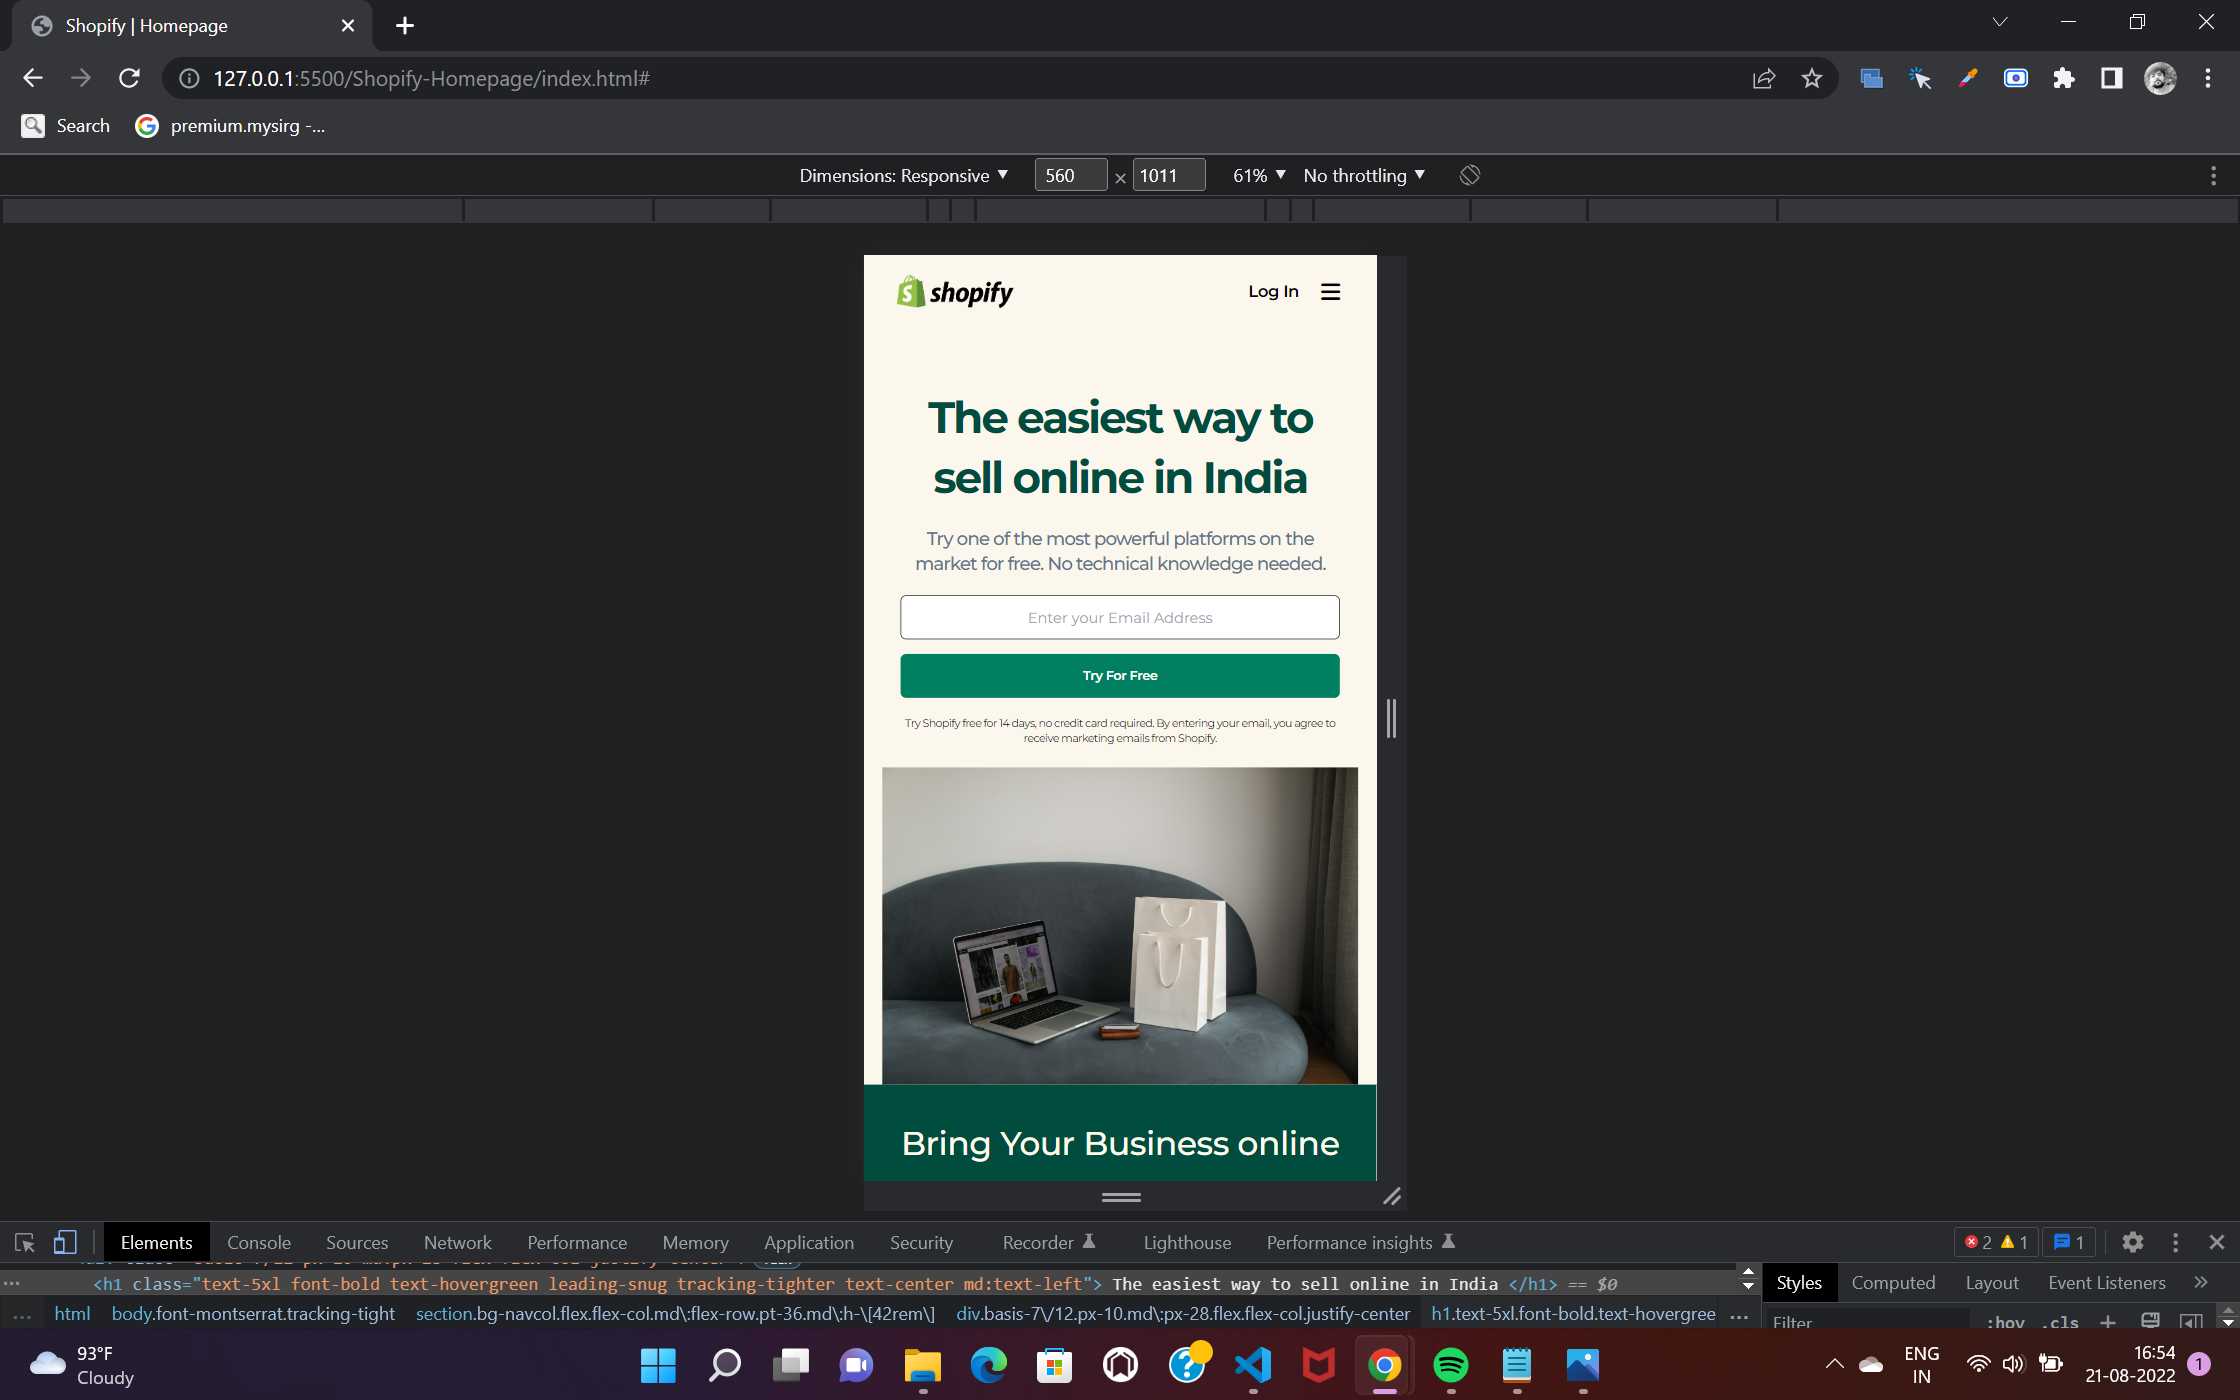 Shopify | Homepage
127.0.0.1:5500/Shopify-Homepage/index.html#
Search
premium.mysirg -...
Dimensions: Responsive ▼ 560 × 1011 61% ▼ No throttling ▼
shopify
Log In
The easiest way to
sell online in India
Try one of the most powerful platforms on the
market for free. No technical knowledge needed.
Enter your Email Address
Try For Free
Try Shopify free for 14 days, no credit card required. By entering your email, you agree to
receive marketing emails from Shopify.
Bring Your Business online
Elements Console Sources Network Performance Memory Application Security Recorder Lighthouse Performance insights 2 1 1
<h1 class="text-5xl font-bold text-hovergreen leading-snug tracking-tighter text-center md:text-left"> The easiest way to sell online in India </h1> == $0
... html body.font-montserrat.tracking-tight section.bg-navcol.flex.flex-col.md\:flex-row.pt-36.md\:h-\[42rem\] div.basis-7\/12.px-10.md\:px-28.flex.flex-col.justify-center h1.text-5xl.font-bold.text-hovergree ...
Styles Computed Layout Event Listeners
Filter :hov .cls
93°F
Cloudy
ENG
IN
16:54
21-08-2022
1